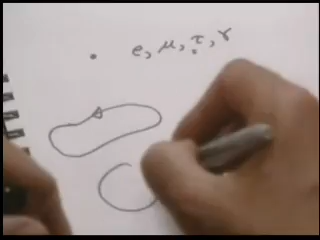 e, μ, τ, γ